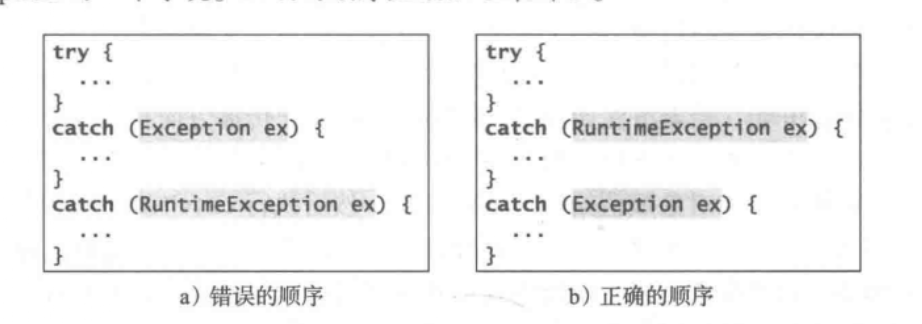 try {
...
}
catch (Exception ex) {
...
}
catch (RuntimeException ex) {
...
}
a) 错误的顺序
try {
...
}
catch (RuntimeException ex) {
...
}
catch (Exception ex) {
...
}
b) 正确的顺序